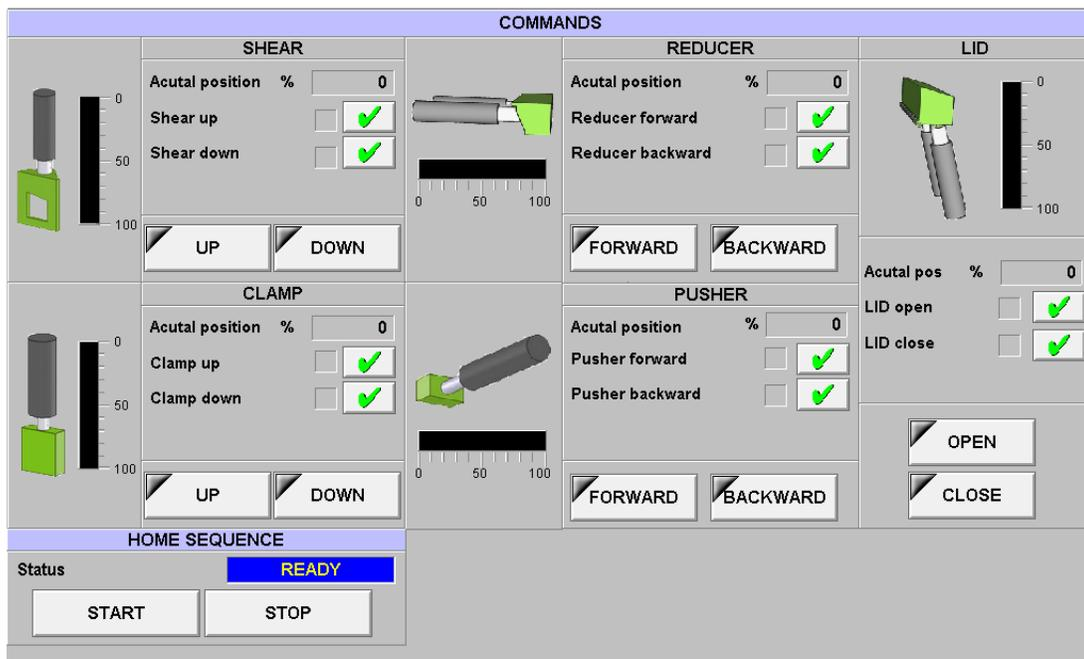 COMMANDS
SHEAR
Acutal position % 0
Shear up
Shear down
0
50
100
UP
DOWN
REDUCER
Acutal position % 0
Reducer forward
Reducer backward
0 50 100
FORWARD
BACKWARD
LID
0
50
100
Acutal pos % 0
LID open
LID close
OPEN
CLOSE
CLAMP
Acutal position % 0
Clamp up
Clamp down
0
50
100
UP
DOWN
PUSHER
Acutal position % 0
Pusher forward
Pusher backward
0 50 100
FORWARD
BACKWARD
HOME SEQUENCE
Status READY
START
STOP